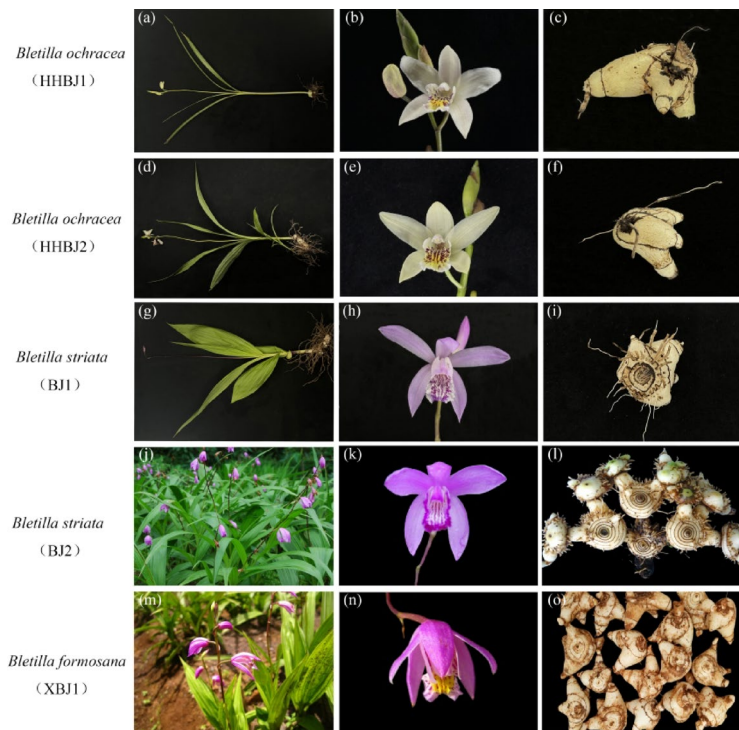 (a) (b) (c)
Bletilla ochracea
（HHBJ1）
(d) (e) (f)
Bletilla ochracea
（HHBJ2）
(g) (h) (i)
Bletilla striata
（BJ1）
(j) (k) (l)
Bletilla striata
（BJ2）
(m) (n) (o)
Bletilla formosana
（XBJ1）